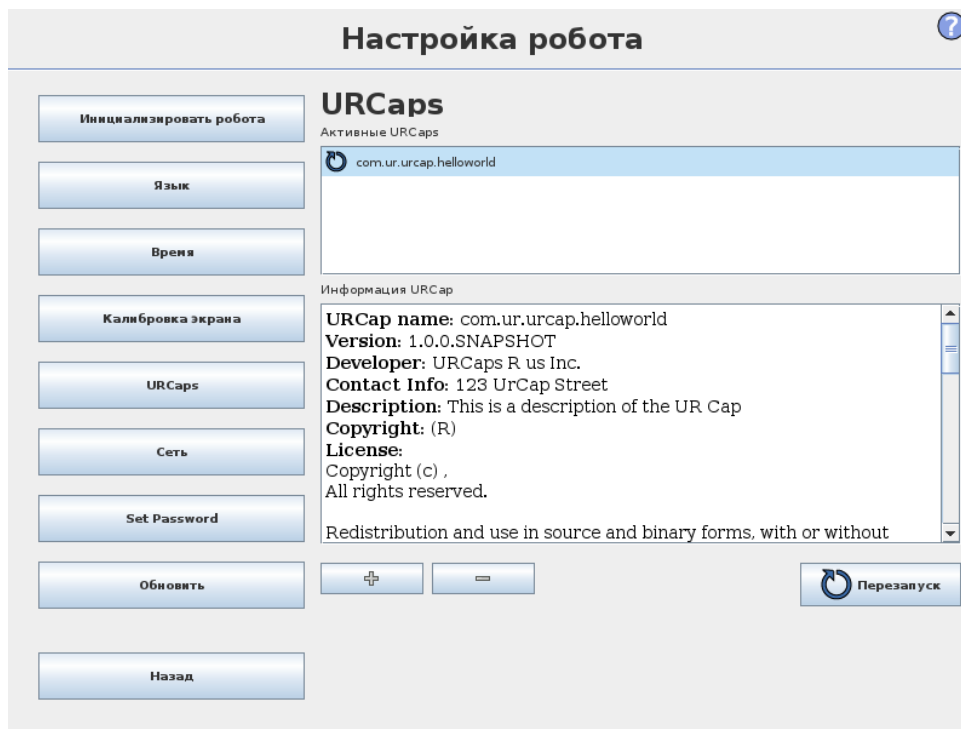 Настройка робота
?
Инициализировать робота
Язык
Время
Калибровка экрана
URCaps
Сеть
Set Password
Обновить
Назад
URCaps
Активные URCaps
com.ur.urcap.helloworld
Информация URCap
URCap name: com.ur.urcap.helloworld
Version: 1.0.0.SNAPSHOT
Developer: URCaps R us Inc.
Contact Info: 123 UrCap Street
Description: This is a description of the UR Cap
Copyright: (R)
License:
Copyright (c) ,
All rights reserved.
Redistribution and use in source and binary forms, with or without
Перезапуск